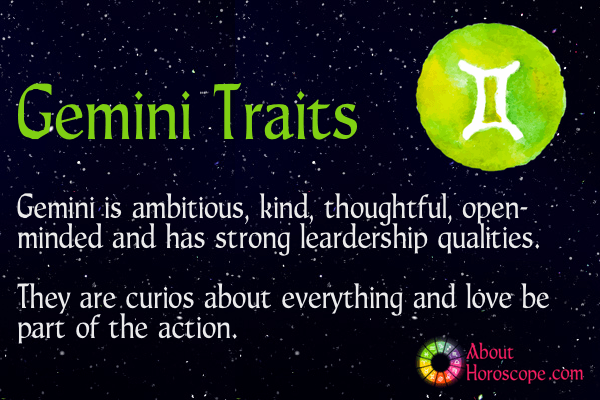 Gemini Traits
Gemini is ambitious, kind, thoughtful, open-
minded and has strong leardership qualities.
They are curios about everything and love be
part of the action.
About
Horoscope.com